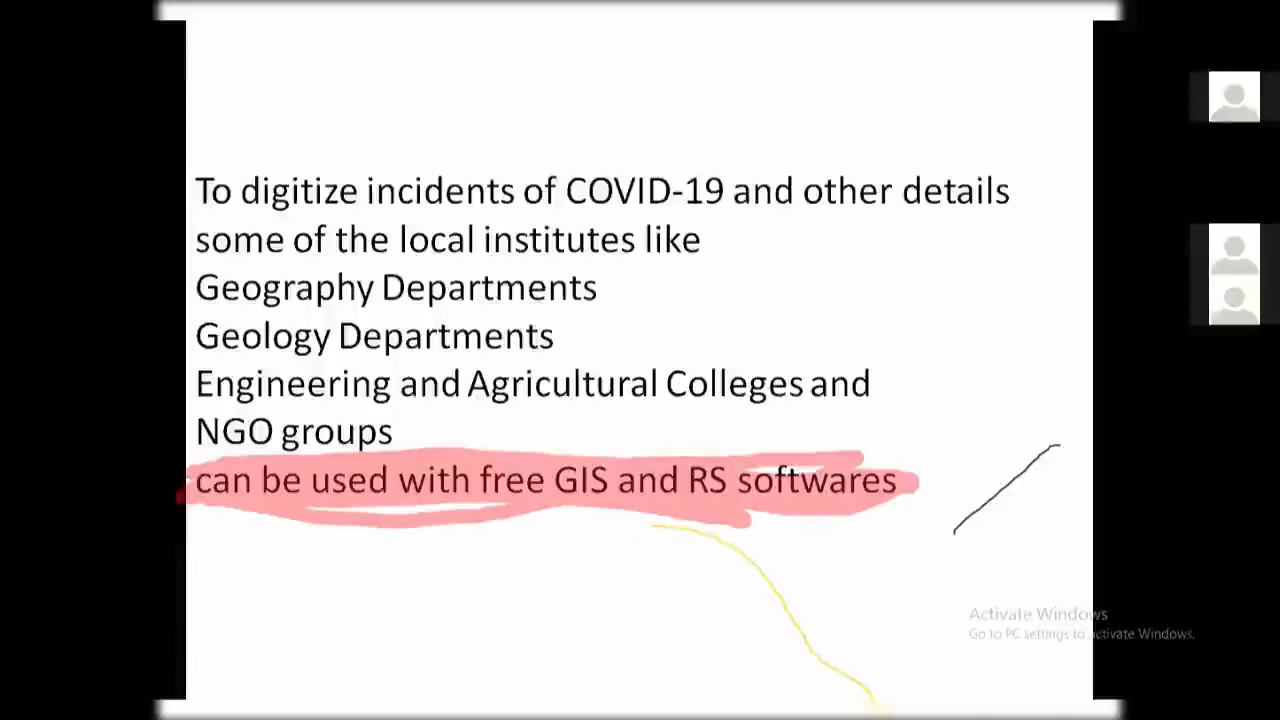 To digitize incidents of COVID-19 and other details
some of the local institutes like
Geography Departments
Geology Departments
Engineering and Agricultural Colleges and
NGO groups
can be used with free GIS and RS softwares
Activate Windows
Go to PC settings to activate Windows.